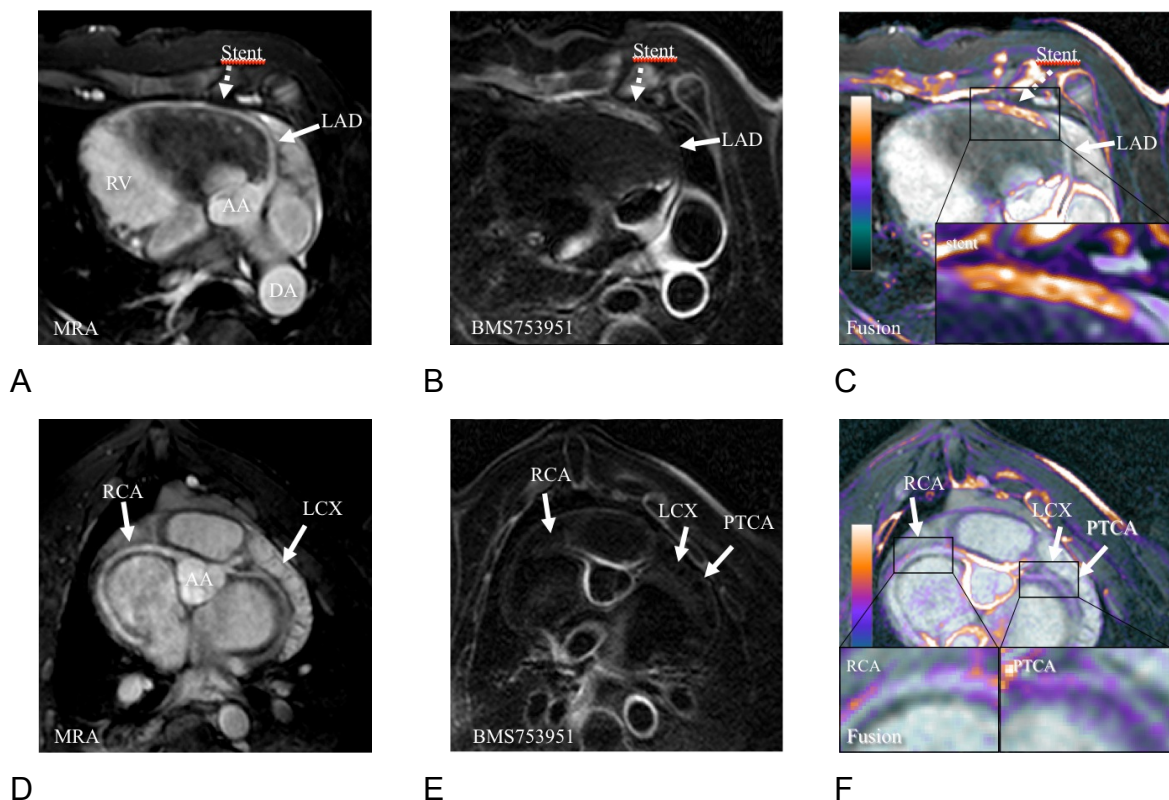 Stent
LAD
RV
AA
DA
MRA
A
Stent
LAD
BMS753951
B
Stent
LAD
stent
Fusion
C
RCA
LCX
AA
MRA
D
RCA
LCX
PTCA
BMS753951
E
RCA
LCX
PTCA
RCA
PTCA
Fusion
F